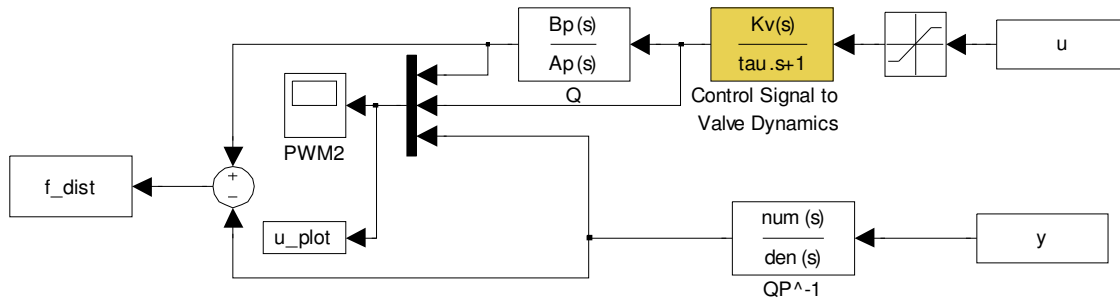 Bp(s)
Ap(s)
Q
Kv(s)
tau.s+1
Control Signal to
Valve Dynamics
u
PWM2
+
−
f_dist
u_plot
num(s)
den(s)
QP^-1
y